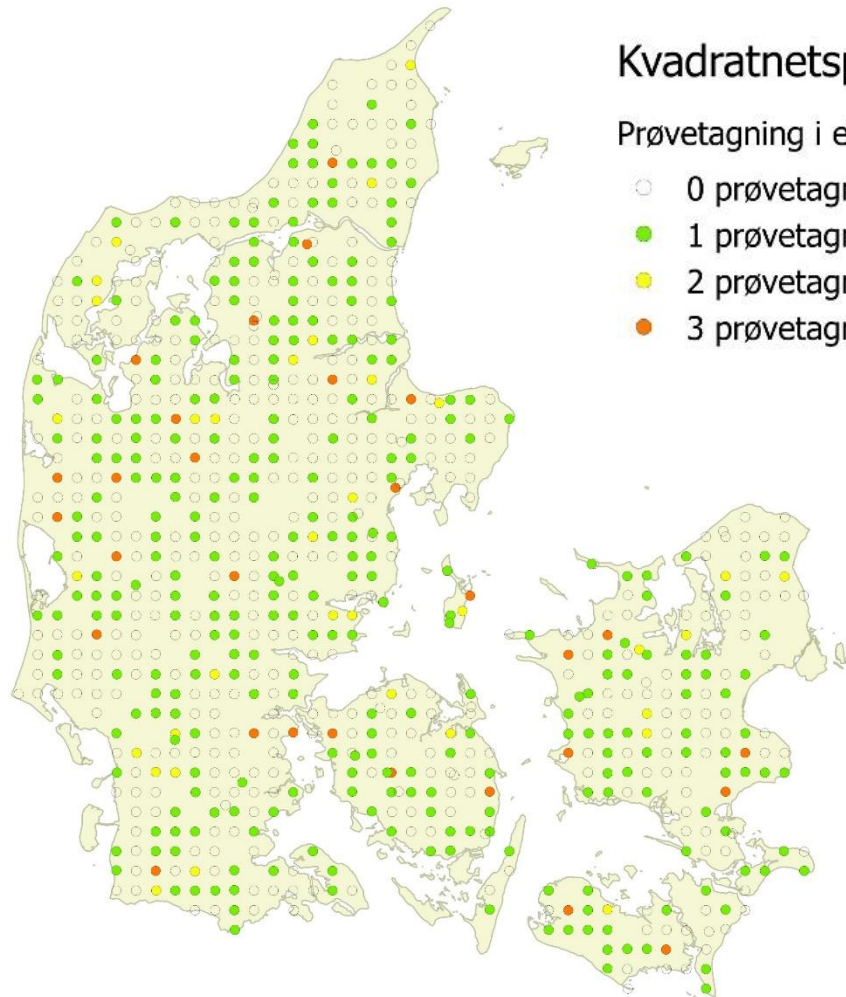 Kvadratnetsp
Prøvetagning i e
0 prøvetagn
1 prøvetagn
2 prøvetagn
3 prøvetagn